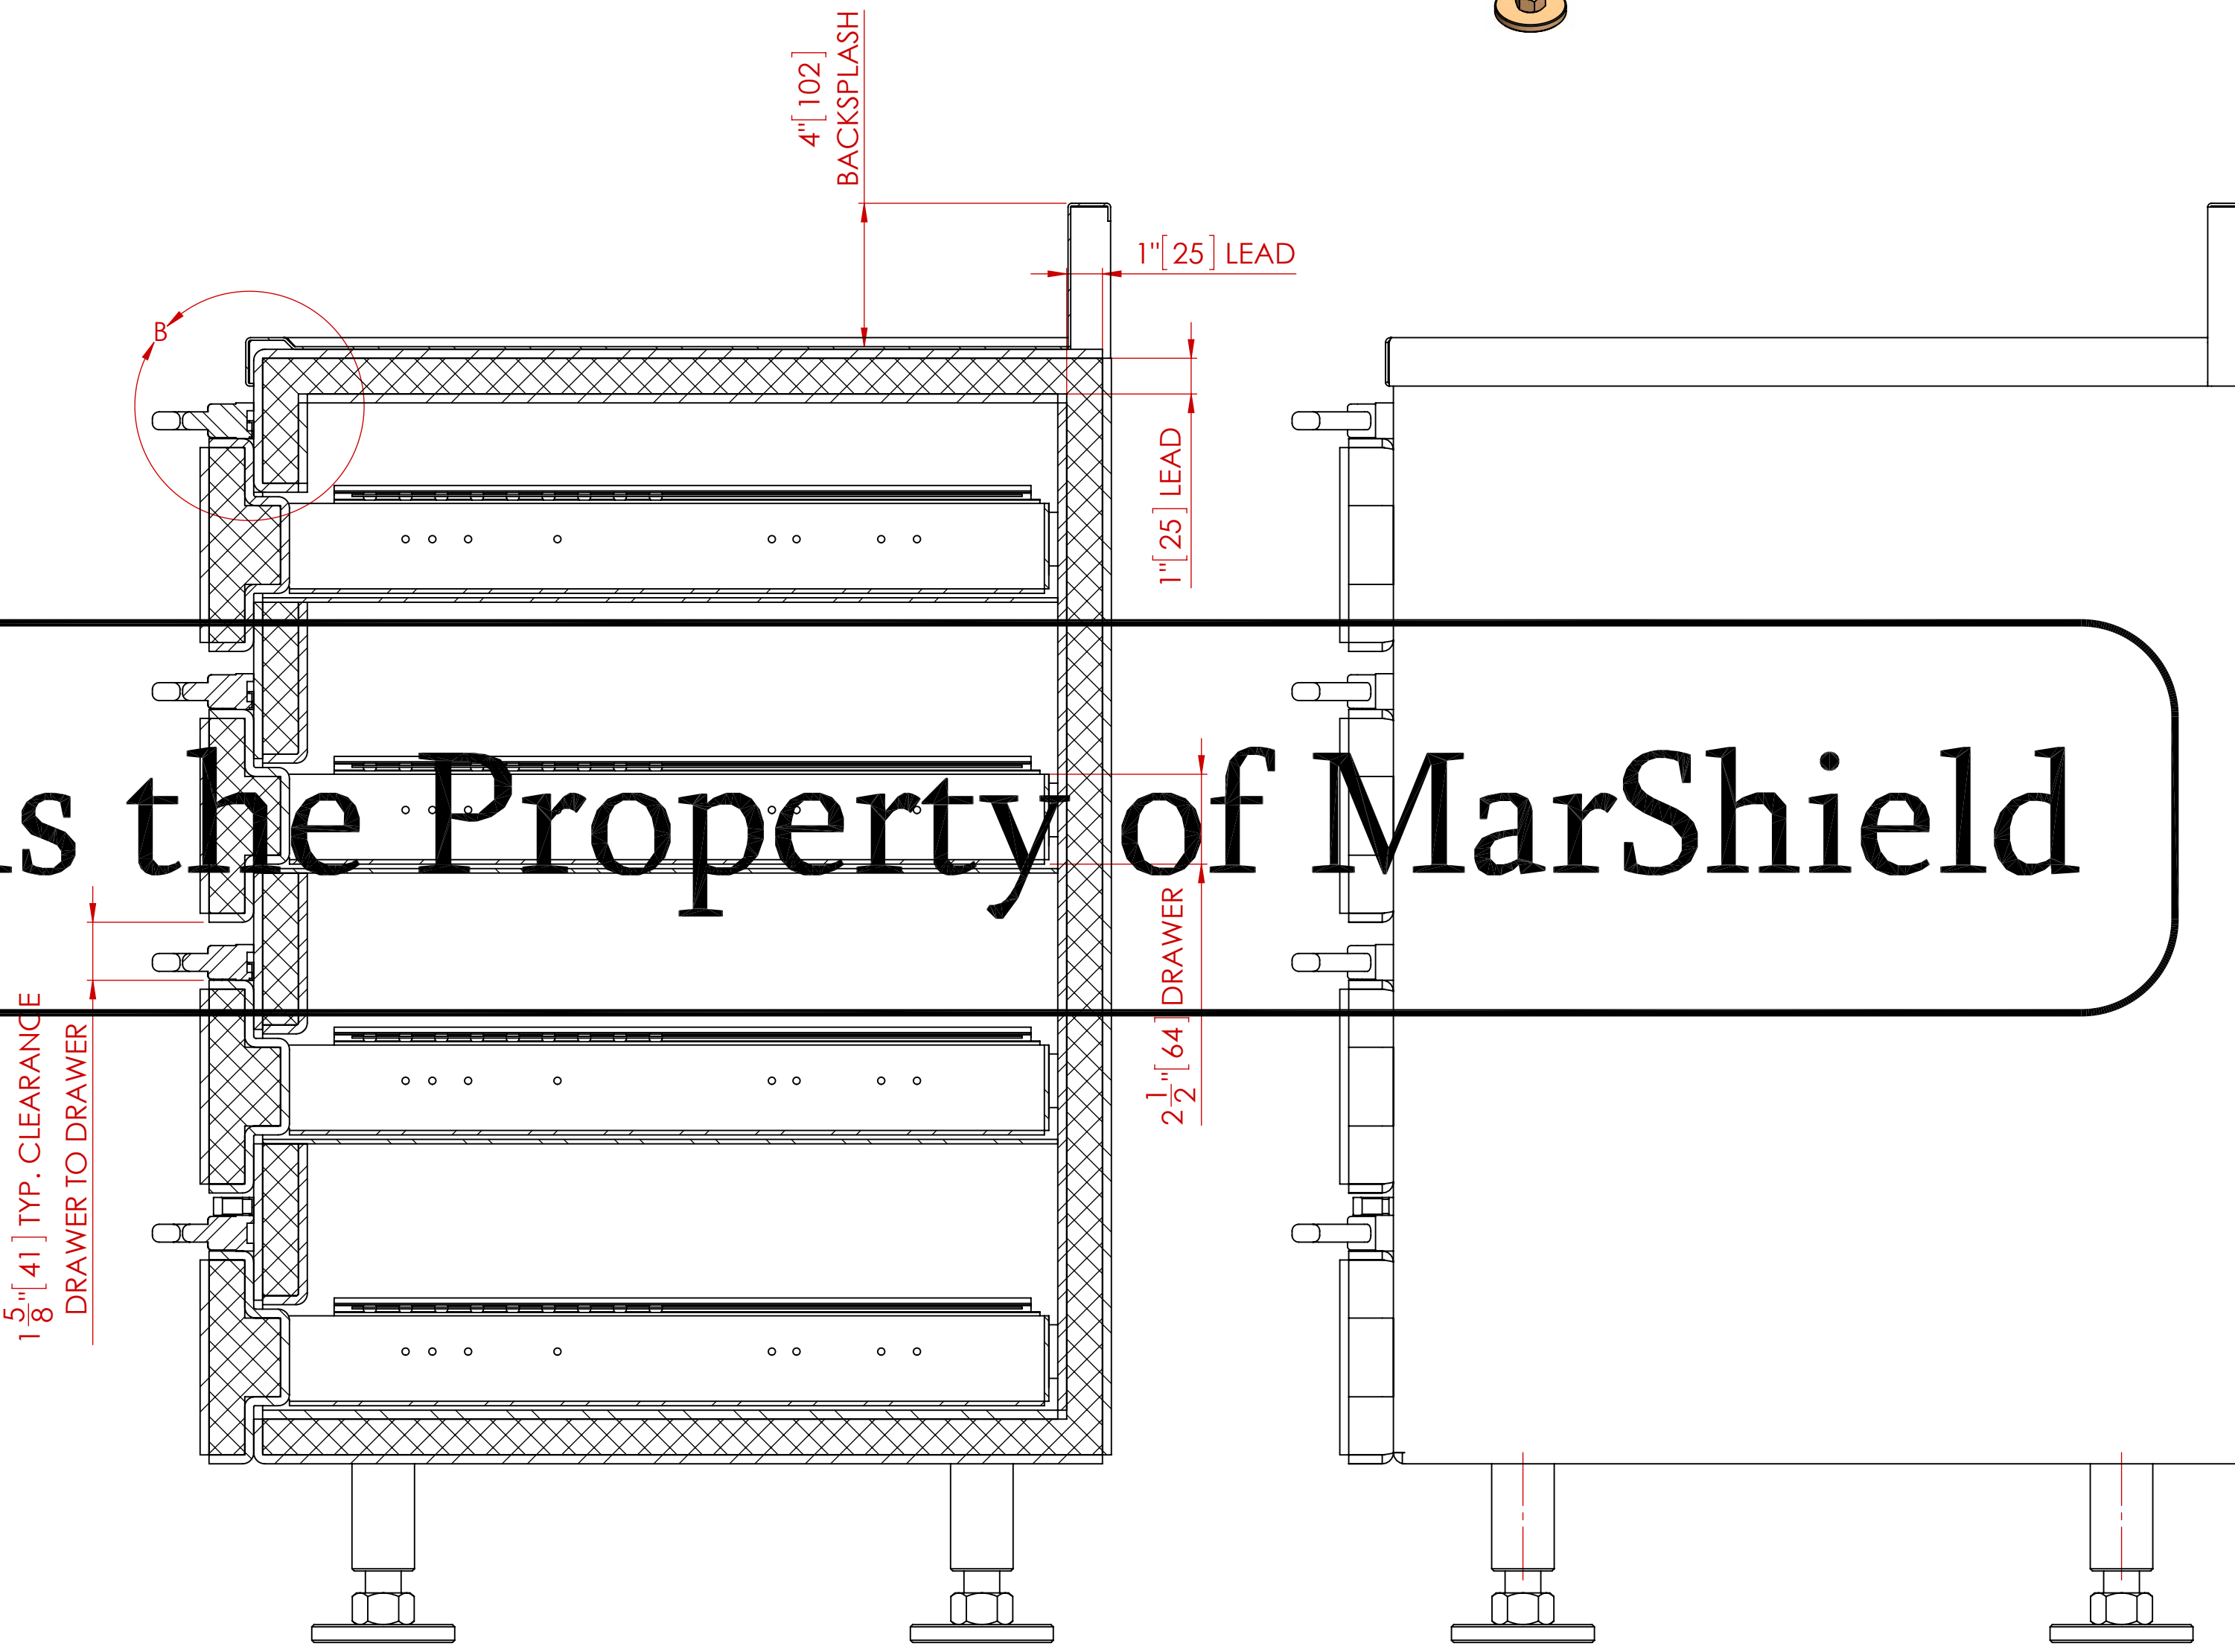 4"[102]
BACKSPLASH
1"[25] LEAD
B
1"[25] LEAD
s the Property of MarShield
2 1/2"[64] DRAWER
1 5/8"[41] TYP. CLEARANCE
DRAWER TO DRAWER